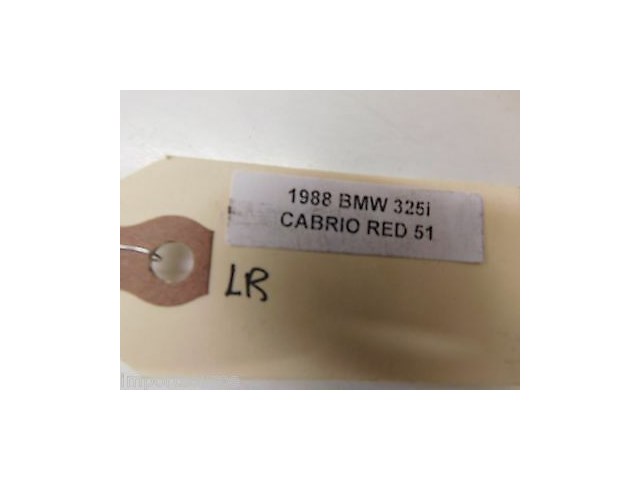 1988 BMW 325i
CABRIO RED 51
LR